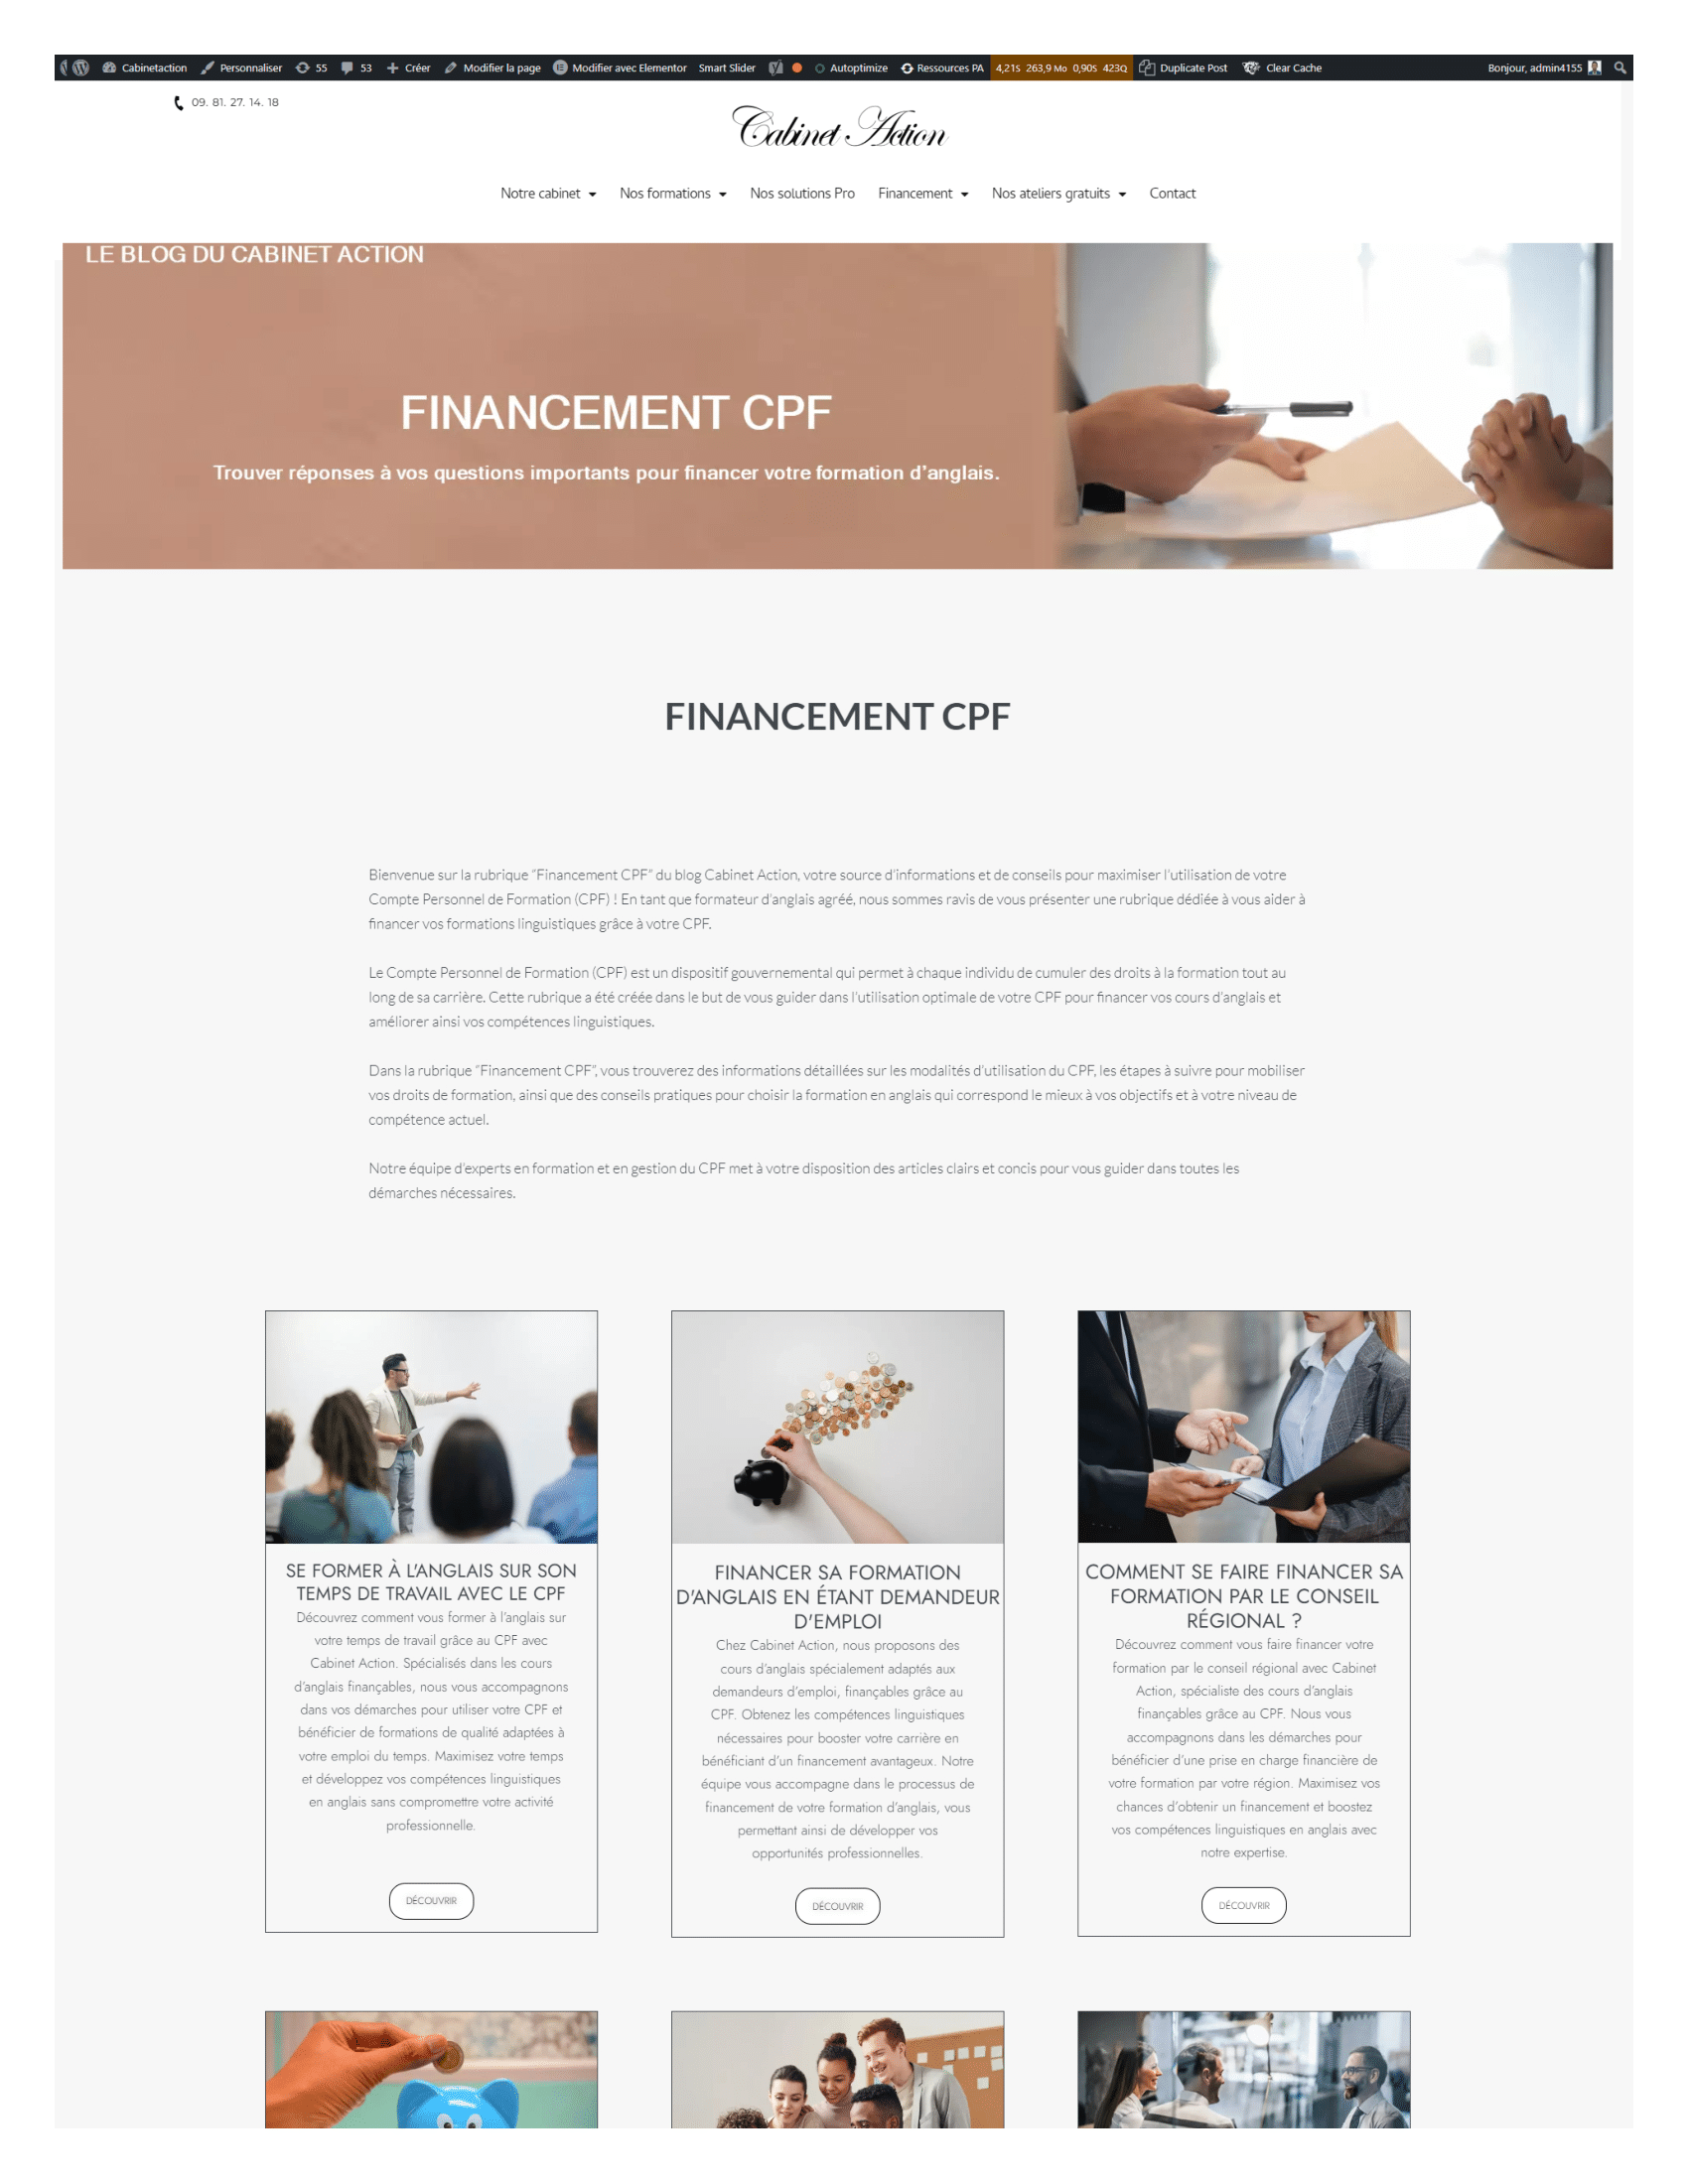 Cabinetaction Personnaliser 55 53 Créer Modifier la page Modifier avec Elementor Smart Slider Autoptimize Ressources PA 4,21s 263,9 Mo 0,90s 423Q Duplicate Post Clear Cache Bonjour, admin4155
09. 81. 27. 14. 18
Cabinet Action
Notre cabinet Nos formations Nos solutions Pro Financement Nos ateliers gratuits Contact
LE BLOG DU CABINET ACTION
FINANCEMENT CPF
Trouver réponses à vos questions importants pour financer votre formation d'anglais.
FINANCEMENT CPF
Bienvenue sur la rubrique "Financement CPF" du blog Cabinet Action, votre source d'informations et de conseils pour maximiser l'utilisation de votre
Compte Personnel de Formation (CPF) ! En tant que formateur d'anglais agréé, nous sommes ravis de vous présenter une rubrique dédiée à vous aider à
financer vos formations linguistiques grâce à votre CPF.
Le Compte Personnel de Formation (CPF) est un dispositif gouvernemental qui permet à chaque individu de cumuler des droits à la formation tout au
long de sa carrière. Cette rubrique a été créée dans le but de vous guider dans l'utilisation optimale de votre CPF pour financer vos cours d'anglais et
améliorer ainsi vos compétences linguistiques.
Dans la rubrique "Financement CPF", vous trouverez des informations détaillées sur les modalités d'utilisation du CPF, les étapes à suivre pour mobiliser
vos droits de formation, ainsi que des conseils pratiques pour choisir la formation en anglais qui correspond le mieux à vos objectifs et à votre niveau de
compétence actuel.
Notre équipe d'experts en formation et en gestion du CPF met à votre disposition des articles clairs et concis pour vous guider dans toutes les
démarches nécessaires.
SE FORMER À L'ANGLAIS SUR SON
TEMPS DE TRAVAIL AVEC LE CPF
Découvrez comment vous former à l'anglais sur
votre temps de travail grâce au CPF avec
Cabinet Action. Spécialisés dans les cours
d'anglais finançables, nous vous accompagnons
dans vos démarches pour utiliser votre CPF et
bénéficier de formations de qualité adaptées à
votre emploi du temps. Maximisez votre temps
et développez vos compétences linguistiques
en anglais sans compromettre votre activité
professionnelle.
DÉCOUVRIR
FINANCER SA FORMATION
D'ANGLAIS EN ÉTANT DEMANDEUR
D'EMPLOI
Chez Cabinet Action, nous proposons des
cours d'anglais spécialement adaptés aux
demandeurs d'emploi, finançables grâce au
CPF. Obtenez les compétences linguistiques
nécessaires pour booster votre carrière en
bénéficiant d'un financement avantageux. Notre
équipe vous accompagne dans le processus de
financement de votre formation d'anglais, vous
permettant ainsi de développer vos
opportunités professionnelles.
DÉCOUVRIR
COMMENT SE FAIRE FINANCER SA
FORMATION PAR LE CONSEIL
RÉGIONAL ?
Découvrez comment vous faire financer votre
formation par le conseil régional avec Cabinet
Action, spécialiste des cours d'anglais
finançables grâce au CPF. Nous vous
accompagnons dans les démarches pour
bénéficier d'une prise en charge financière de
votre formation par votre région. Maximisez vos
chances d'obtenir un financement et boostez
vos compétences linguistiques en anglais avec
notre expertise.
DÉCOUVRIR